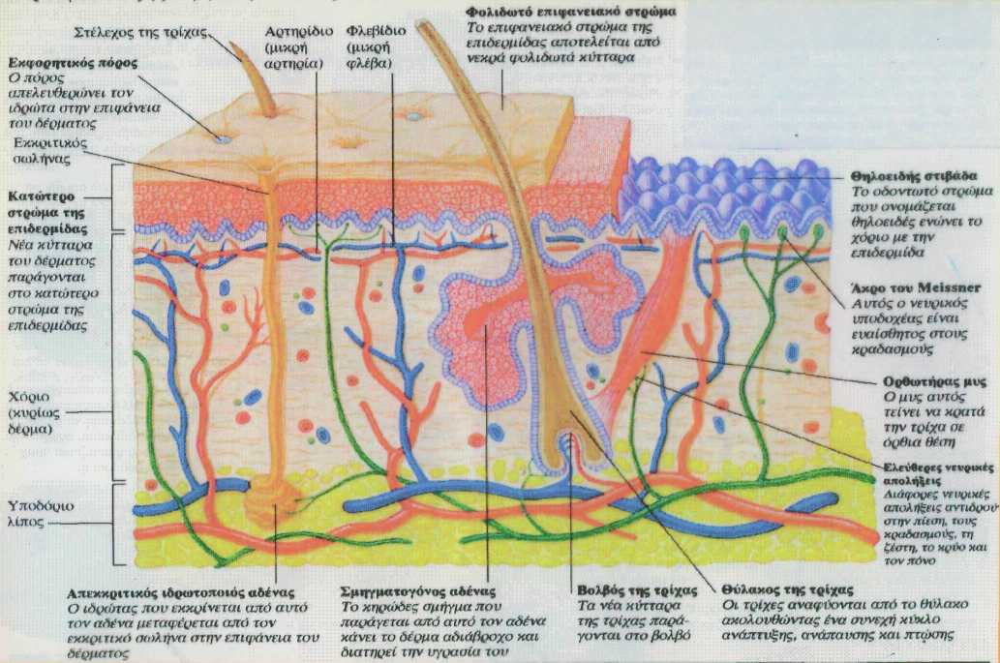 Στέλεχος της τρίχας
Αρτηρίδιο
(μικρή
αρτηρία)
Φλεβίδιο
(μικρή
φλέβα)
Φολιδωτό επιφανειακό στρώμα
Το επιφανειακό στρώμα της
επιδερμίδας αποτελείται από
νεκρά φολιδωτά κύτταρα
Εκφορητικός πόρος
Ο πόρος
απελευθερώνει τον
ιδρώτα στην επιφάνεια
του δέρματος
Εκκριτικός
σωλήνας
Κατώτερο
στρώμα της
επιδερμίδας
Νέα κύτταρα
του δέρματος
παράγονται
στο κατώτερο
στρώμα της
επιδερμίδας
Χόριο
(κυρίως
δέρμα)
Υποδόριο
λίπος
Θηλοειδής στιβάδα
Το οδοντωτό στρώμα
που ονομάζεται
θηλοειδές ενώνει το
χόριο με την
επιδερμίδα
Άκρο του Meissner
Αυτός ο νευρικός
υποδοχέας είναι
ευαίσθητος στους
κραδασμούς
Ορθωτήρας μυς
Ο μυς αυτός
τείνει να κρατά
την τρίχα σε
όρθια θέση
Ελεύθερες νευρικές
απολήξεις
Διάφορες νευρικές
απολήξεις αντιδρούν
στην πίεση, τους
κραδασμούς, τη
ζέστη, το κρύο και
τον πόνο
Απεκκριτικός ιδρωτοποιός αδένας
Ο ιδρώτας που εκκρίνεται από αυτό
τον αδένα μεταφέρεται από τον
εκκριτικό σωλήνα στην επιφάνεια του
δέρματος
Σμηγματογόνος αδένας
Το κηρώδες σμήγμα που
παράγεται από αυτό τον αδένα
κάνει το δέρμα αδιάβροχο και
διατηρεί την υγρασία του
Βολβός της τρίχας
Τα νέα κύτταρα
της τρίχας παρά-
γονται στο βολβό
Θύλακος της τρίχας
Οι τρίχες αναφύονται από το θύλακο
ακολουθώντας ένα συνεχή κύκλο
ανάπτυξης, ανάπαυσης και πτώσης